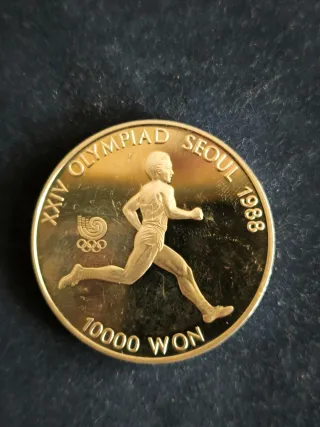 XXIV OLYMPIAD SEOUL 1988
10000 WON